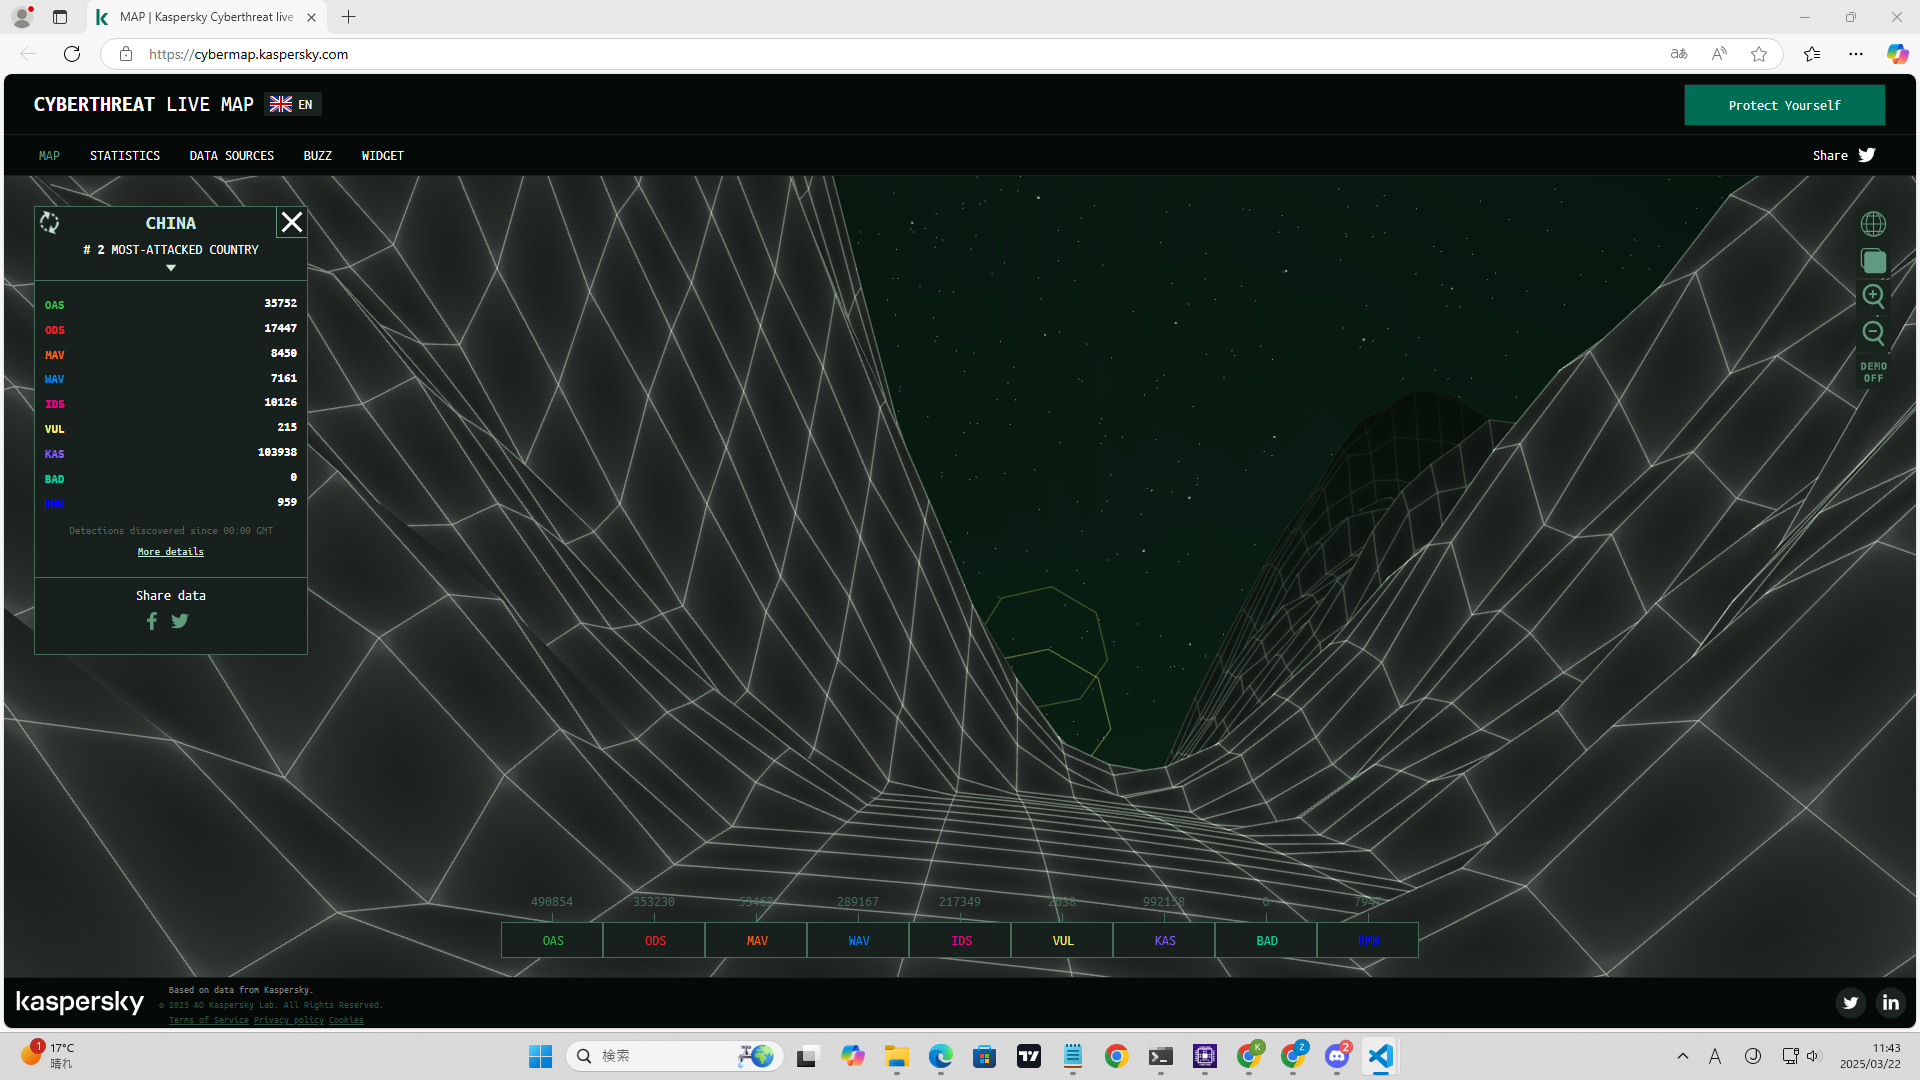 MAP | Kaspersky Cyberthreat live
https://cybermap.kaspersky.com
CYBERTHREAT LIVE MAP EN
Protect Yourself
MAP STATISTICS DATA SOURCES BUZZ WIDGET
Share
CHINA
# 2 MOST-ATTACKED COUNTRY
OAS 35752
ODS 17447
MAV 8450
WAV 7161
IDS 10126
VUL 215
KAS 103938
BAD 0
RMW 959
Detections discovered since 00:00 GMT
More details
Share data
DEMO
OFF
490854 353230 289167 217349 992158
OAS ODS MAV WAV IDS VUL KAS BAD RMW
kaspersky
Based on data from Kaspersky.
© 2025 AO Kaspersky Lab. All Rights Reserved.
Terms of Service Privacy policy Cookies
1
17°C
晴れ
検索
K
Z
2
A
11:43
2025/03/22